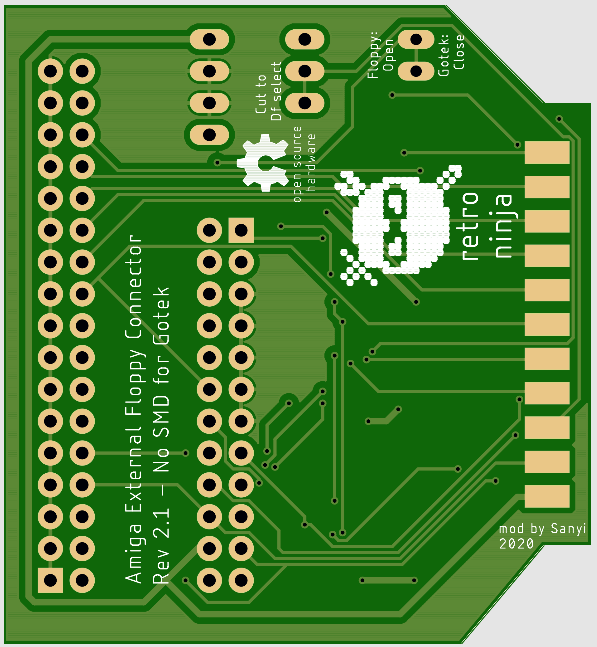 Floppy:
Open
Gotek:
Close
Cut to
Df select
open source
hardware
retro
ninja
Amiga External Floppy Connector
Rev 2.1 – No SMD for Gotek
mod by Sanyi
2020